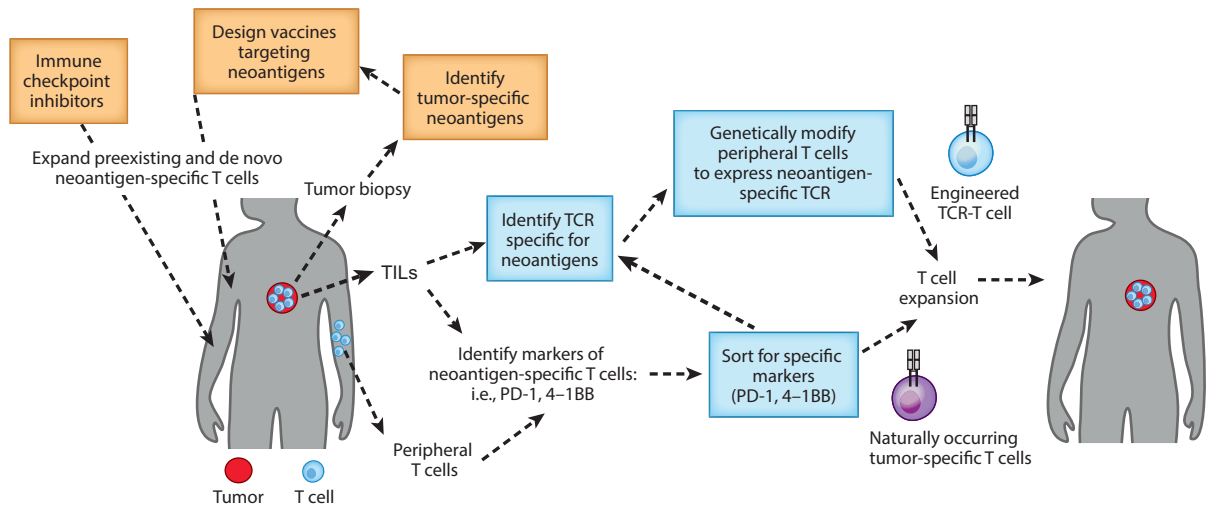 Immune
checkpoint
inhibitors
Design vaccines
targeting
neoantigens
Identify
tumor-specific
neoantigens
Expand preexisting and de novo
neoantigen-specific T cells
Tumor biopsy
TILs
Identify TCR
specific for
neoantigens
Genetically modify
peripheral T cells
to express neoantigen-
specific TCR
Engineered
TCR-T cell
T cell
expansion
Identify markers of
neoantigen-specific T cells:
i.e., PD-1, 4–1BB
Sort for specific
markers
(PD-1, 4–1BB)
Naturally occurring
tumor-specific T cells
Peripheral
T cells
Tumor
T cell